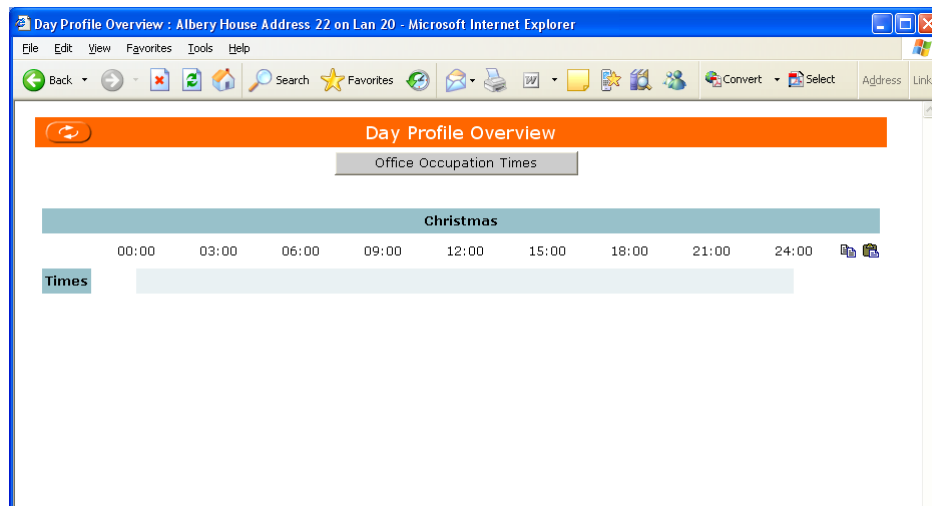 Day Profile Overview : Albery House Address 22 on Lan 20 - Microsoft Internet Explorer
File Edit View Favorites Tools Help
Back Search Favorites W Convert Select Address Link
Day Profile Overview
Office Occupation Times
Christmas
00:00 03:00 06:00 09:00 12:00 15:00 18:00 21:00 24:00
Times